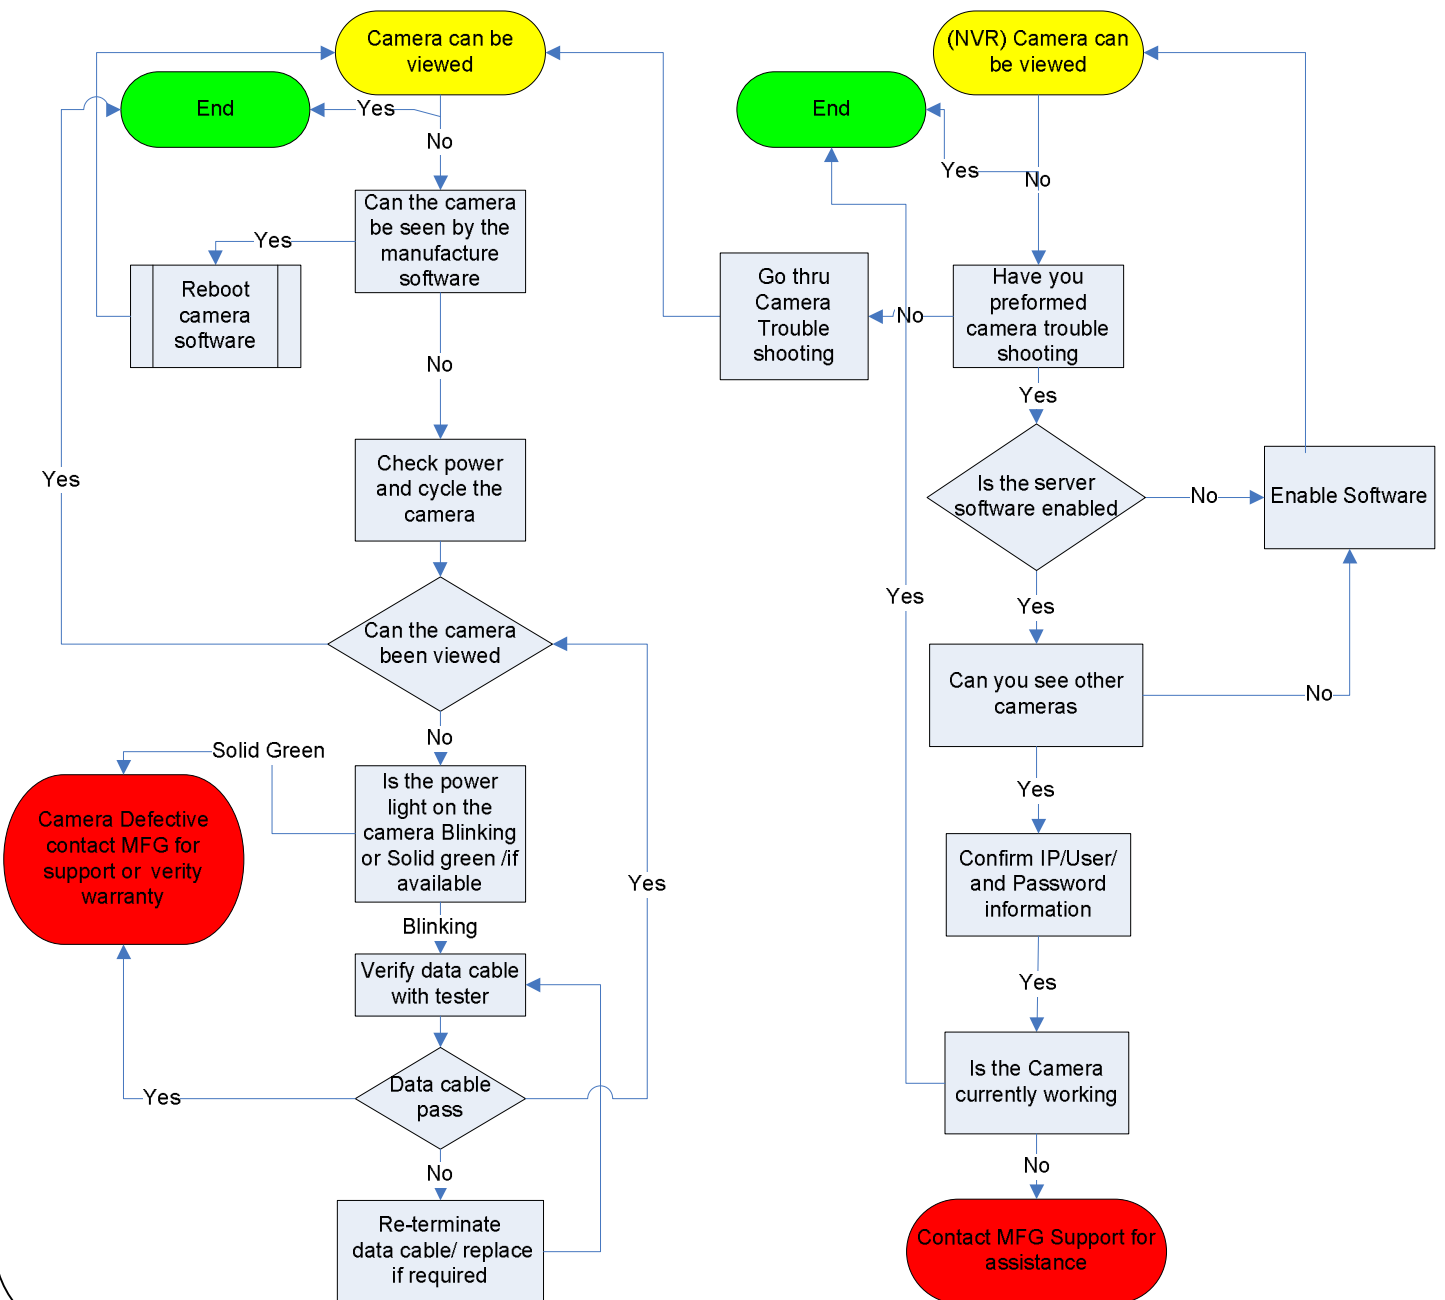 Camera can be
viewed
End
Yes
No
Can the camera
be seen by the
manufacture
software
Yes
Reboot
camera
software
No
Check power
and cycle the
camera
Yes
Can the camera
been viewed
No
Solid Green
Is the power
light on the
camera Blinking
or Solid green /if
available
Camera Defective
contact MFG for
support or verity
warranty
Yes
Blinking
Verify data cable
with tester
Data cable
pass
Yes
No
Re-terminate
data cable/ replace
if required
(NVR) Camera can
be viewed
End
Yes
No
Have you
preformed
camera trouble
shooting
No
Go thru
Camera
Trouble
shooting
Yes
Is the server
software enabled
No
Enable Software
Yes
Yes
Can you see other
cameras
No
Yes
Confirm IP/User/
and Password
information
Yes
Is the Camera
currently working
No
Contact MFG Support for
assistance